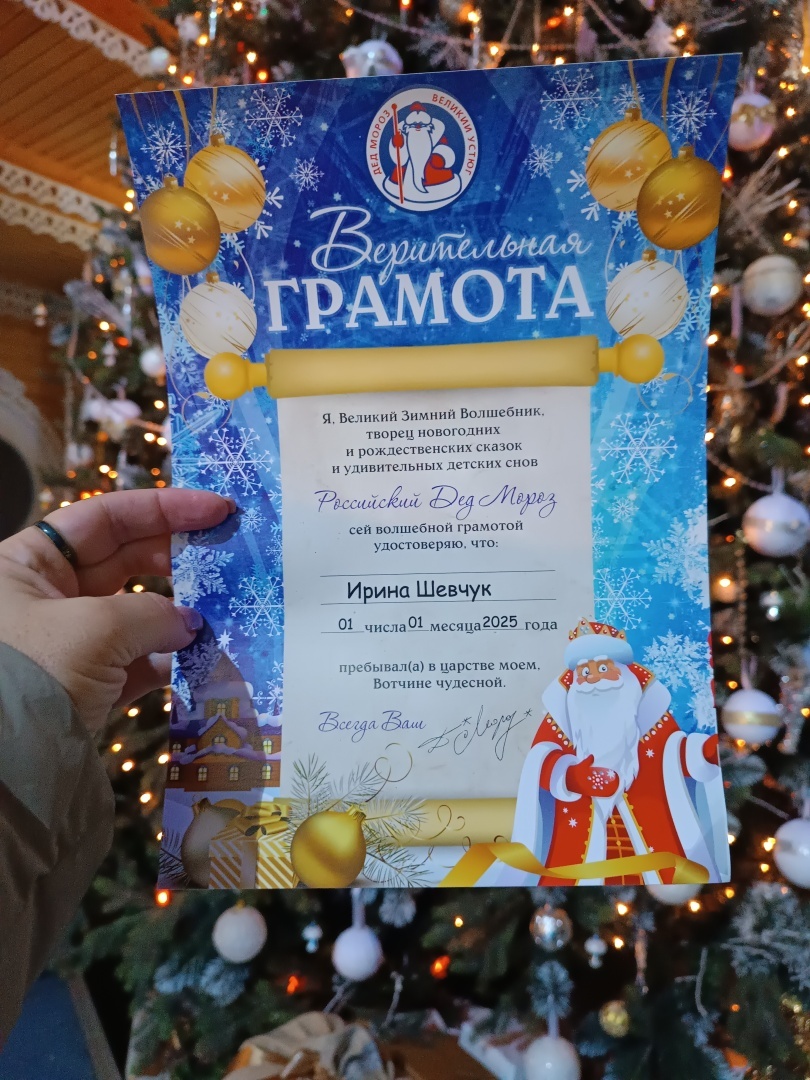 ДЕД МОРОЗ ВЕЛИКИЙ УСТЮГ
Верительная
ГРАМОТА
Я, Великий Зимний Волшебник,
творец новогодних
и рождественских сказок
и удивительных детских снов
Российский Дед Мороз
сей волшебной грамотой
удостоверяю, что:
Ирина Шевчук
01 числа 01 месяца 2025 года
пребывал(а) в царстве моем,
Вотчине чудесной.
Всегда Ваш
Д. Мороз